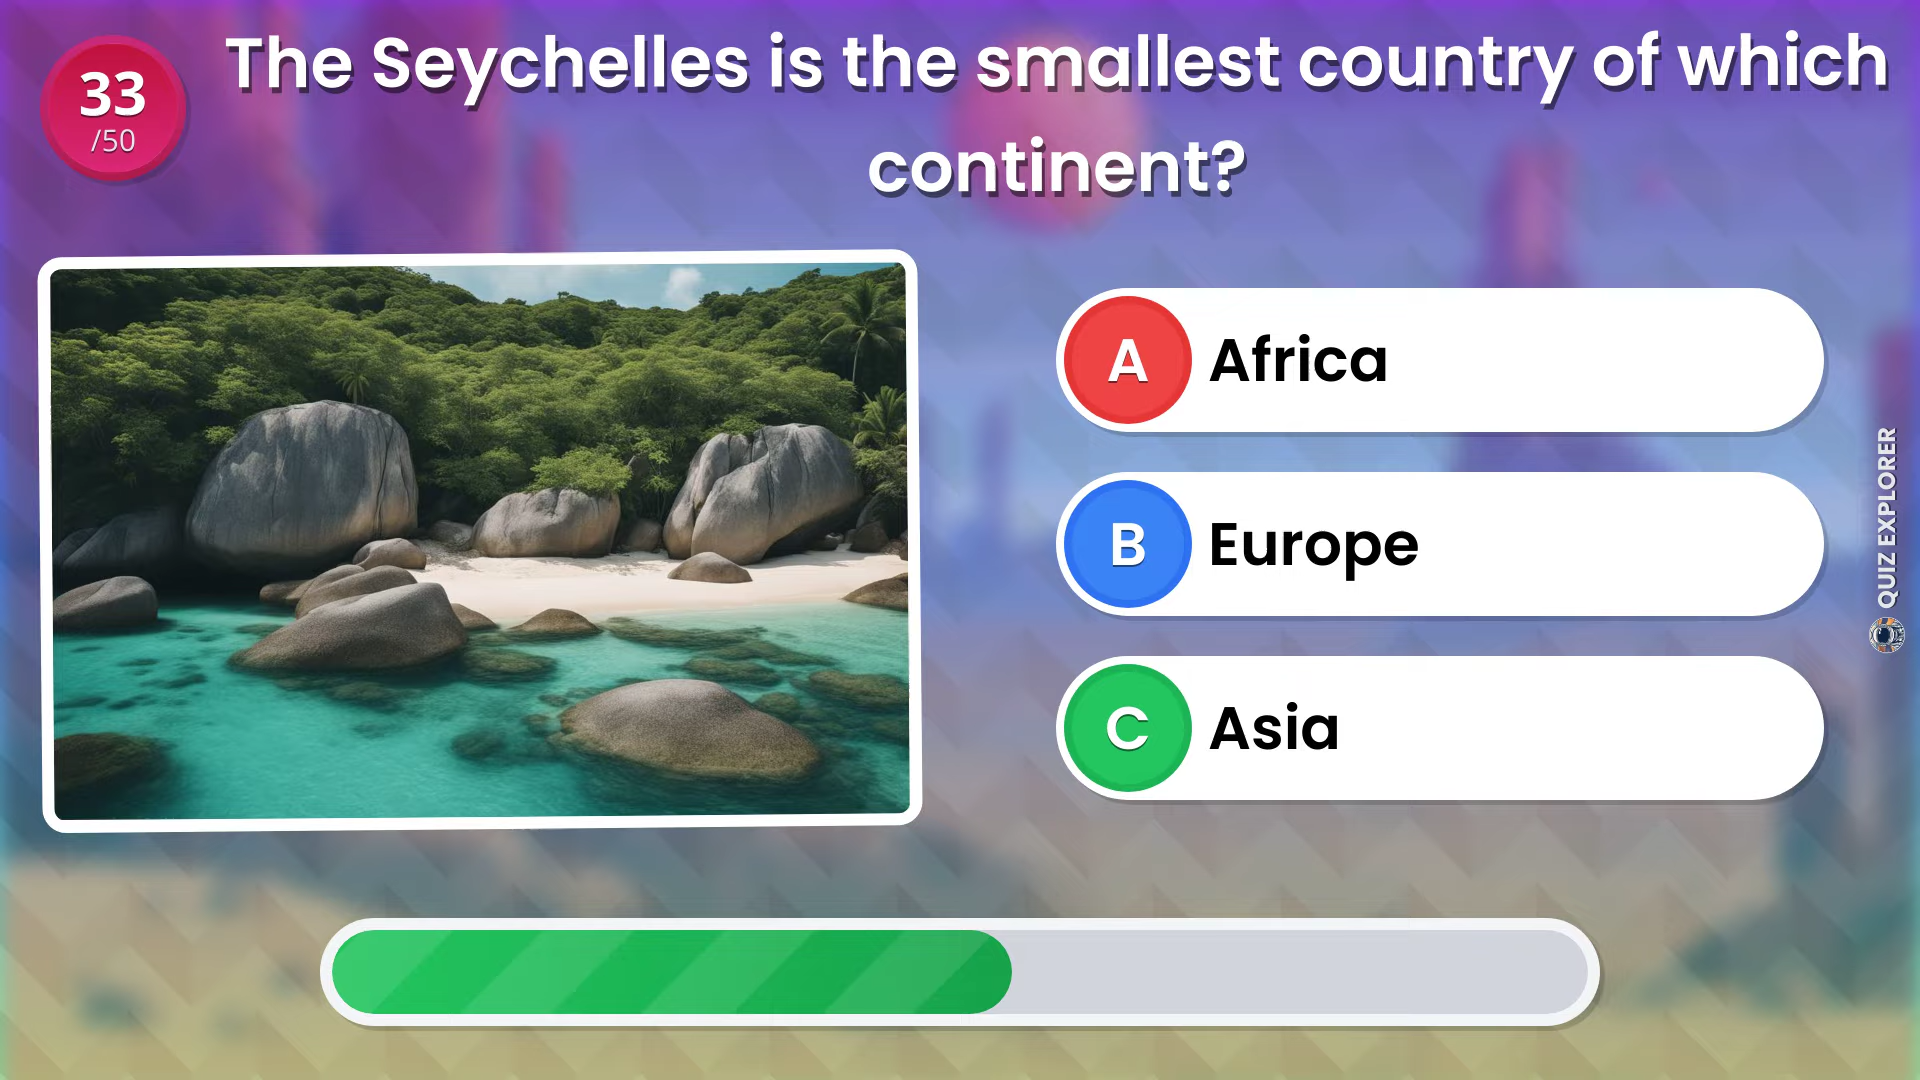 33
/50
The Seychelles is the smallest country of which
continent?
A Africa
B Europe
C Asia
QUIZ EXPLORER